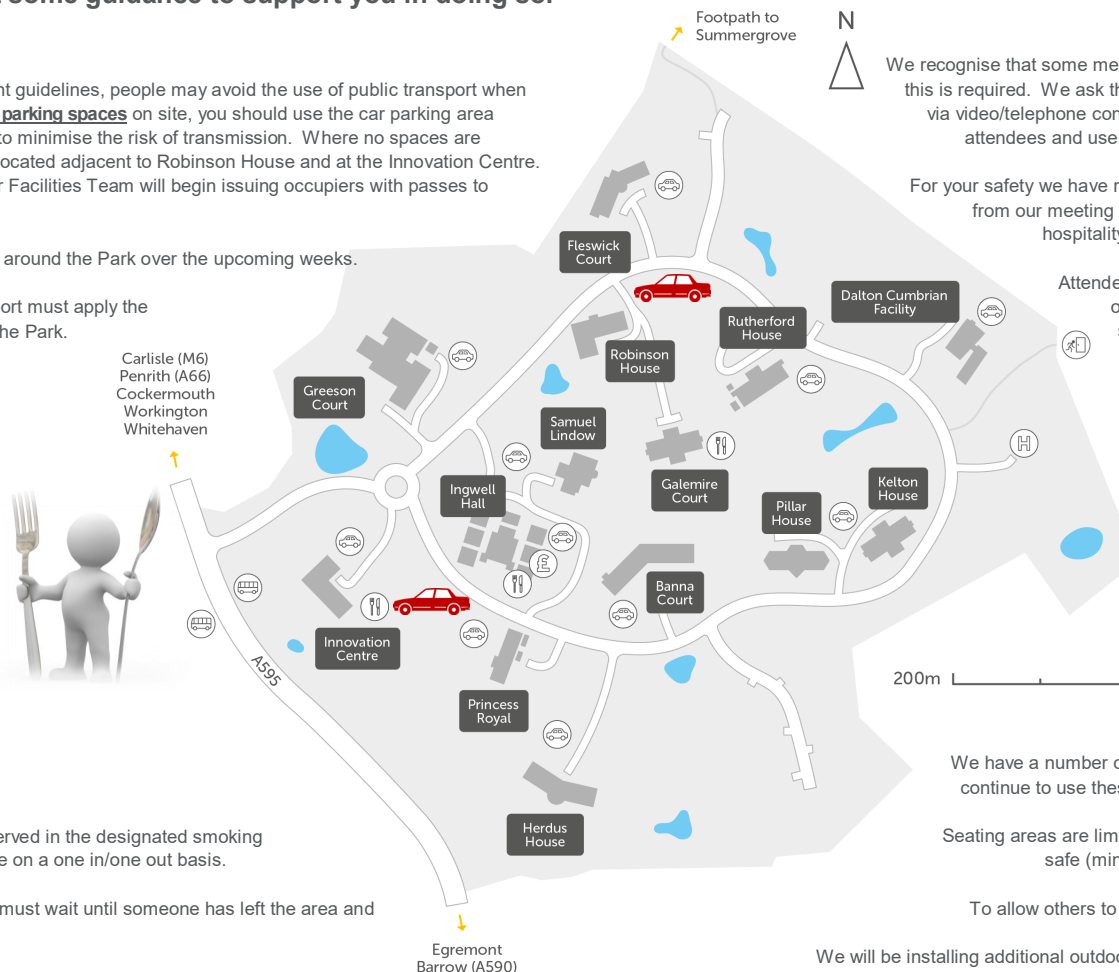 t some guidance to support you in doing so.
Footpath to
Summergrove
N
We recognise that some me
this is required. We ask th
via video/telephone con
attendees and use
nt guidelines, people may avoid the use of public transport when
parking spaces on site, you should use the car parking area
to minimise the risk of transmission. Where no spaces are
located adjacent to Robinson House and at the Innovation Centre.
r Facilities Team will begin issuing occupiers with passes to
For your safety we have r
from our meeting
hospitality
around the Park over the upcoming weeks.
Attende
o
ort must apply the
the Park.
Fleswick
Court
Dalton Cumbrian
Facility
Rutherford
House
Robinson
House
Carlisle (M6)
Penrith (A66)
Cockermouth
Workington
Whitehaven
Greeson
Court
Samuel
Lindow
H
Ingwell
Hall
Galemire
Court
Kelton
House
Pillar
House
£
Banna
Court
Innovation
Centre
A595
200m
Princess
Royal
Herdus
House
We have a number o
continue to use thes
erved in the designated smoking
e on a one in/one out basis.
Seating areas are lim
safe (min
must wait until someone has left the area and
To allow others to
Egremont
Barrow (A590)
We will be installing additional outdoo